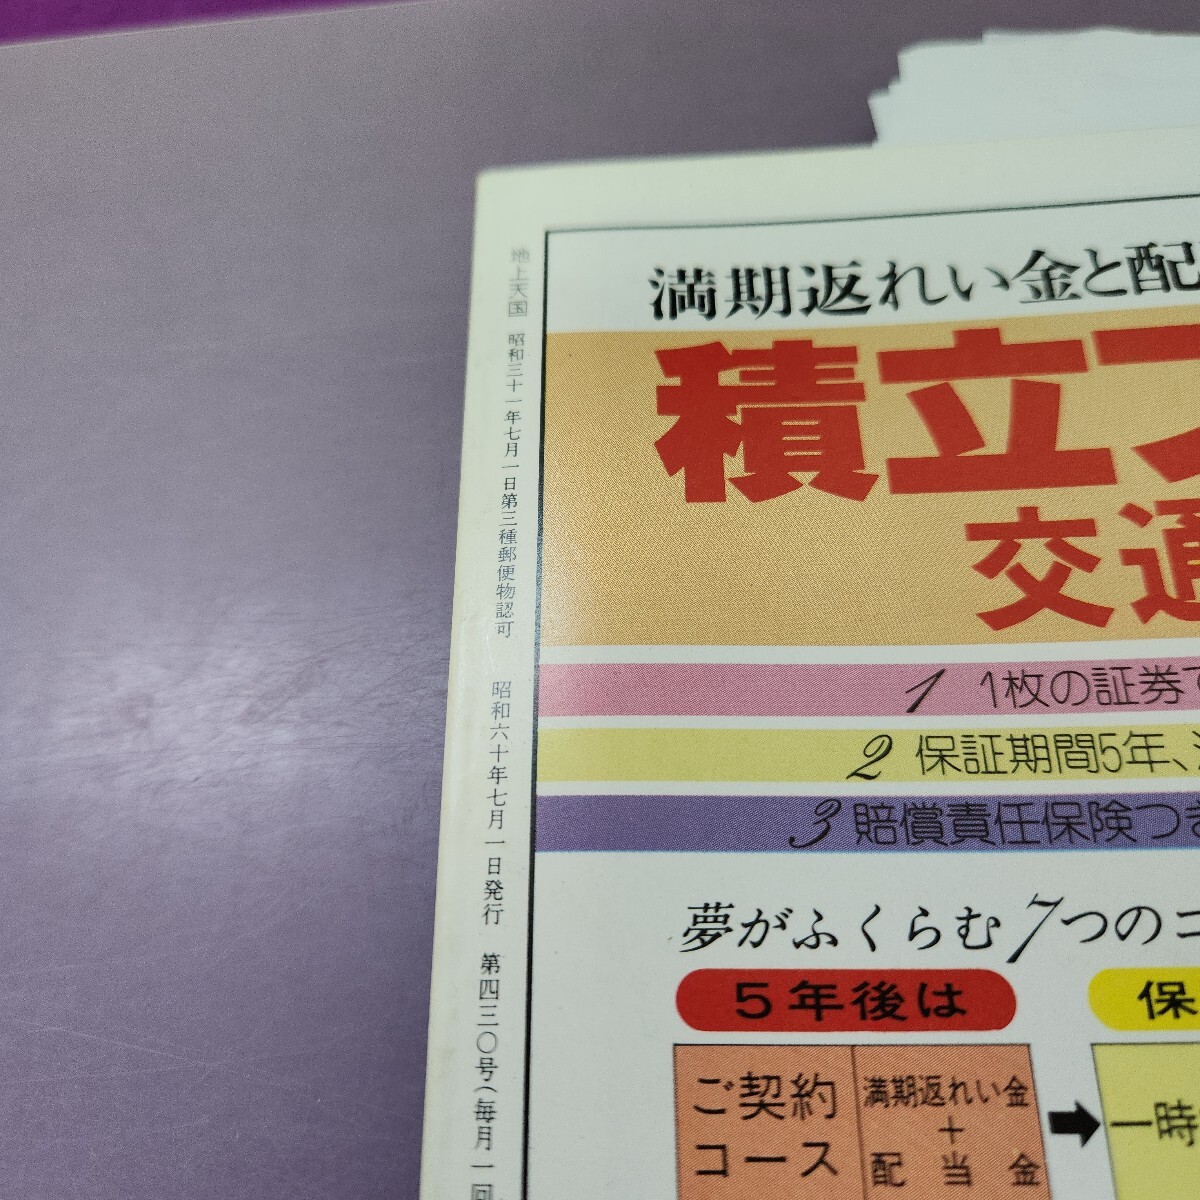 地上天国 昭和三十一年七月一日第三種郵便物認可 昭和六十年七月一日発行 第四三〇号(毎月一回
満期返れい金と配
積立フ
交通
1 1枚の証券で
2 保証期間5年、
3 賠償責任保険つき
夢がふくらむ7つのコ
5年後は
保
ご契約
コース
満期返れい金
+
配当金
一時